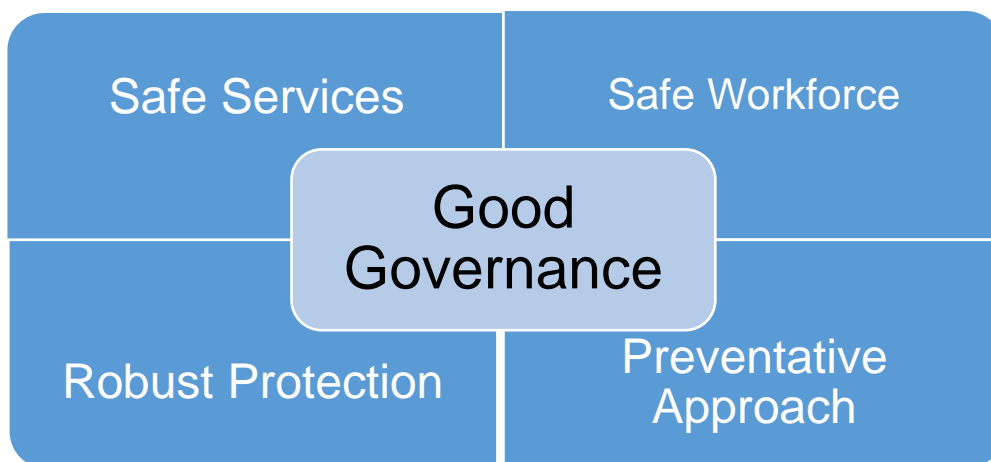 Safe Services
Safe Workforce
Good
Governance
Robust Protection
Preventative
Approach